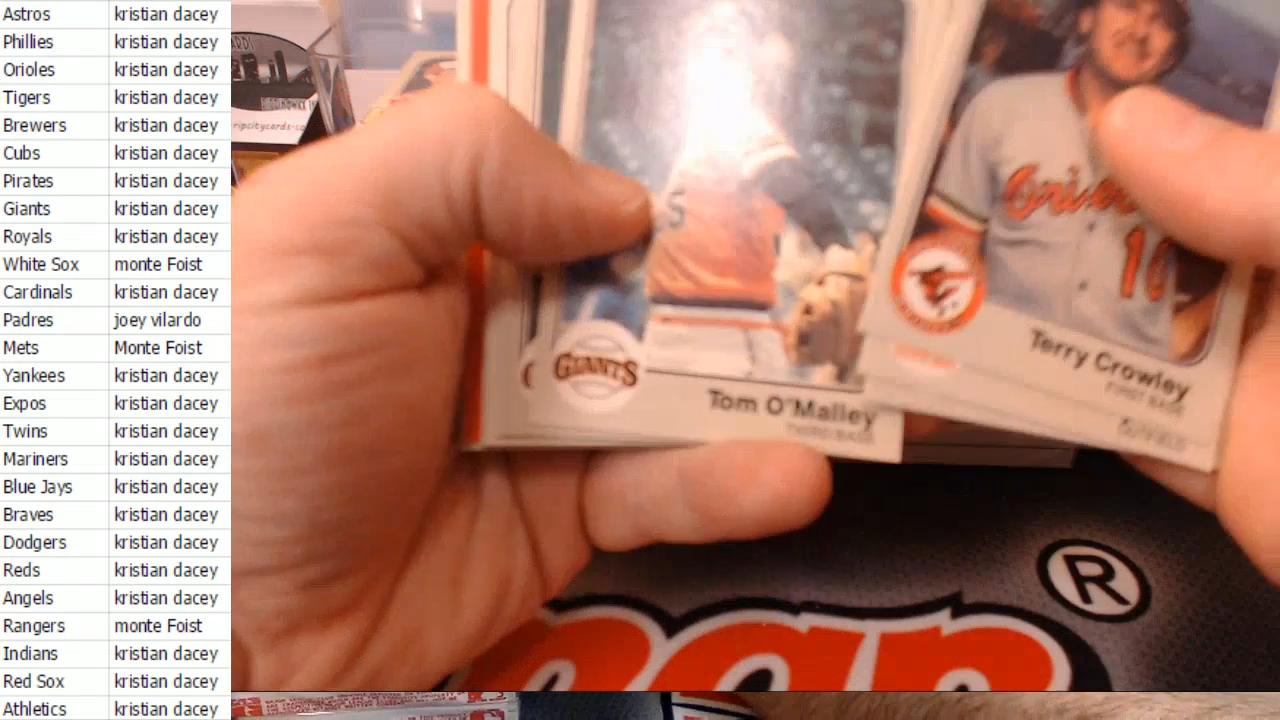 Astros kristian dacey
Phillies kristian dacey
Orioles kristian dacey
Tigers kristian dacey
Brewers kristian dacey
Cubs kristian dacey
Pirates kristian dacey
Giants kristian dacey
Royals kristian dacey
White Sox monte Foist
Cardinals kristian dacey
Padres joey vilardo
Mets Monte Foist
Yankees kristian dacey
Expos kristian dacey
Twins kristian dacey
Mariners kristian dacey
Blue Jays kristian dacey
Braves kristian dacey
Dodgers kristian dacey
Reds kristian dacey
Angels kristian dacey
Rangers monte Foist
Indians kristian dacey
Red Sox kristian dacey
Athletics kristian dacey
ripcitycards-co
S
GIANTS
Tom O'Malley
THIRD BASE
10
Terry Crowley
FIRST BASE
OUTFIELD
®